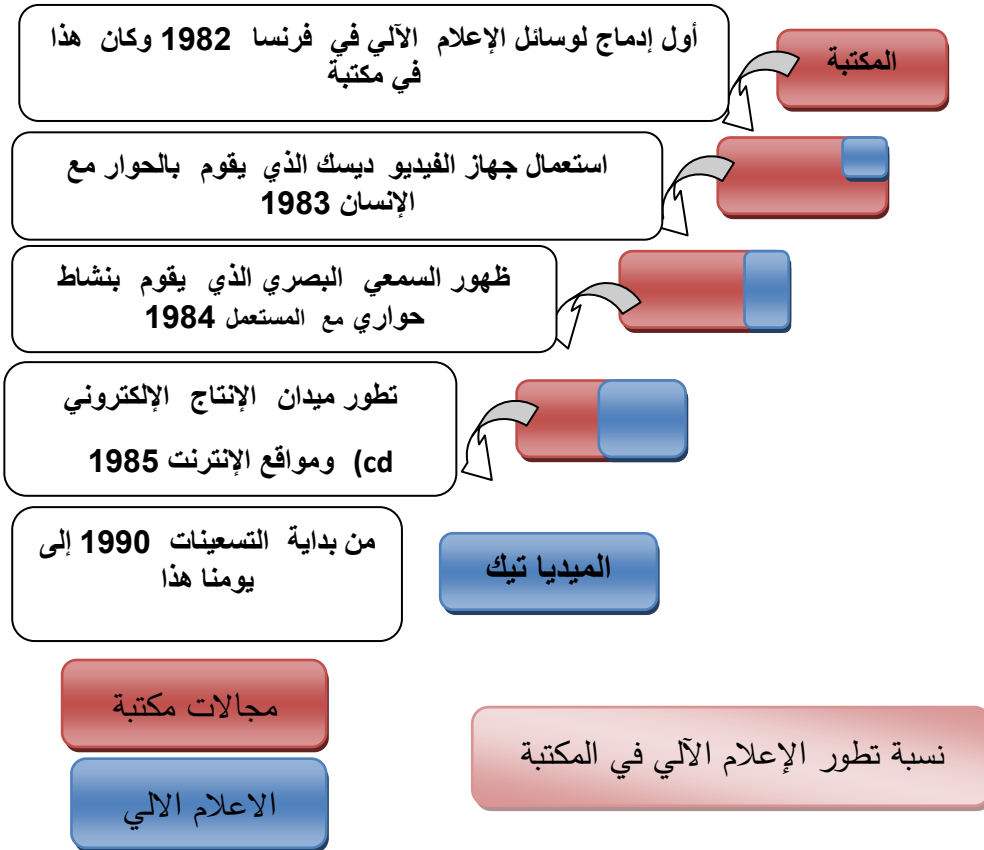 المكتبة
أول إدماج لوسائل الإعلام الآلي في فرنسا 1982 وكان هذا
في مكتبة
استعمال جهاز الفيديو ديسك الذي يقوم بالحوار مع
الإنسان 1983
ظهور السمعي البصري الذي يقوم بنشاط
حواري مع المستعمل 1984
تطور ميدان الإنتاج الإلكتروني
cd) ومواقع الإنترنت 1985
من بداية التسعينات 1990 إلى
يومنا هذا
الميديا تيك
مجالات مكتبة
الاعلام الالي
نسبة تطور الإعلام الآلي في المكتبة